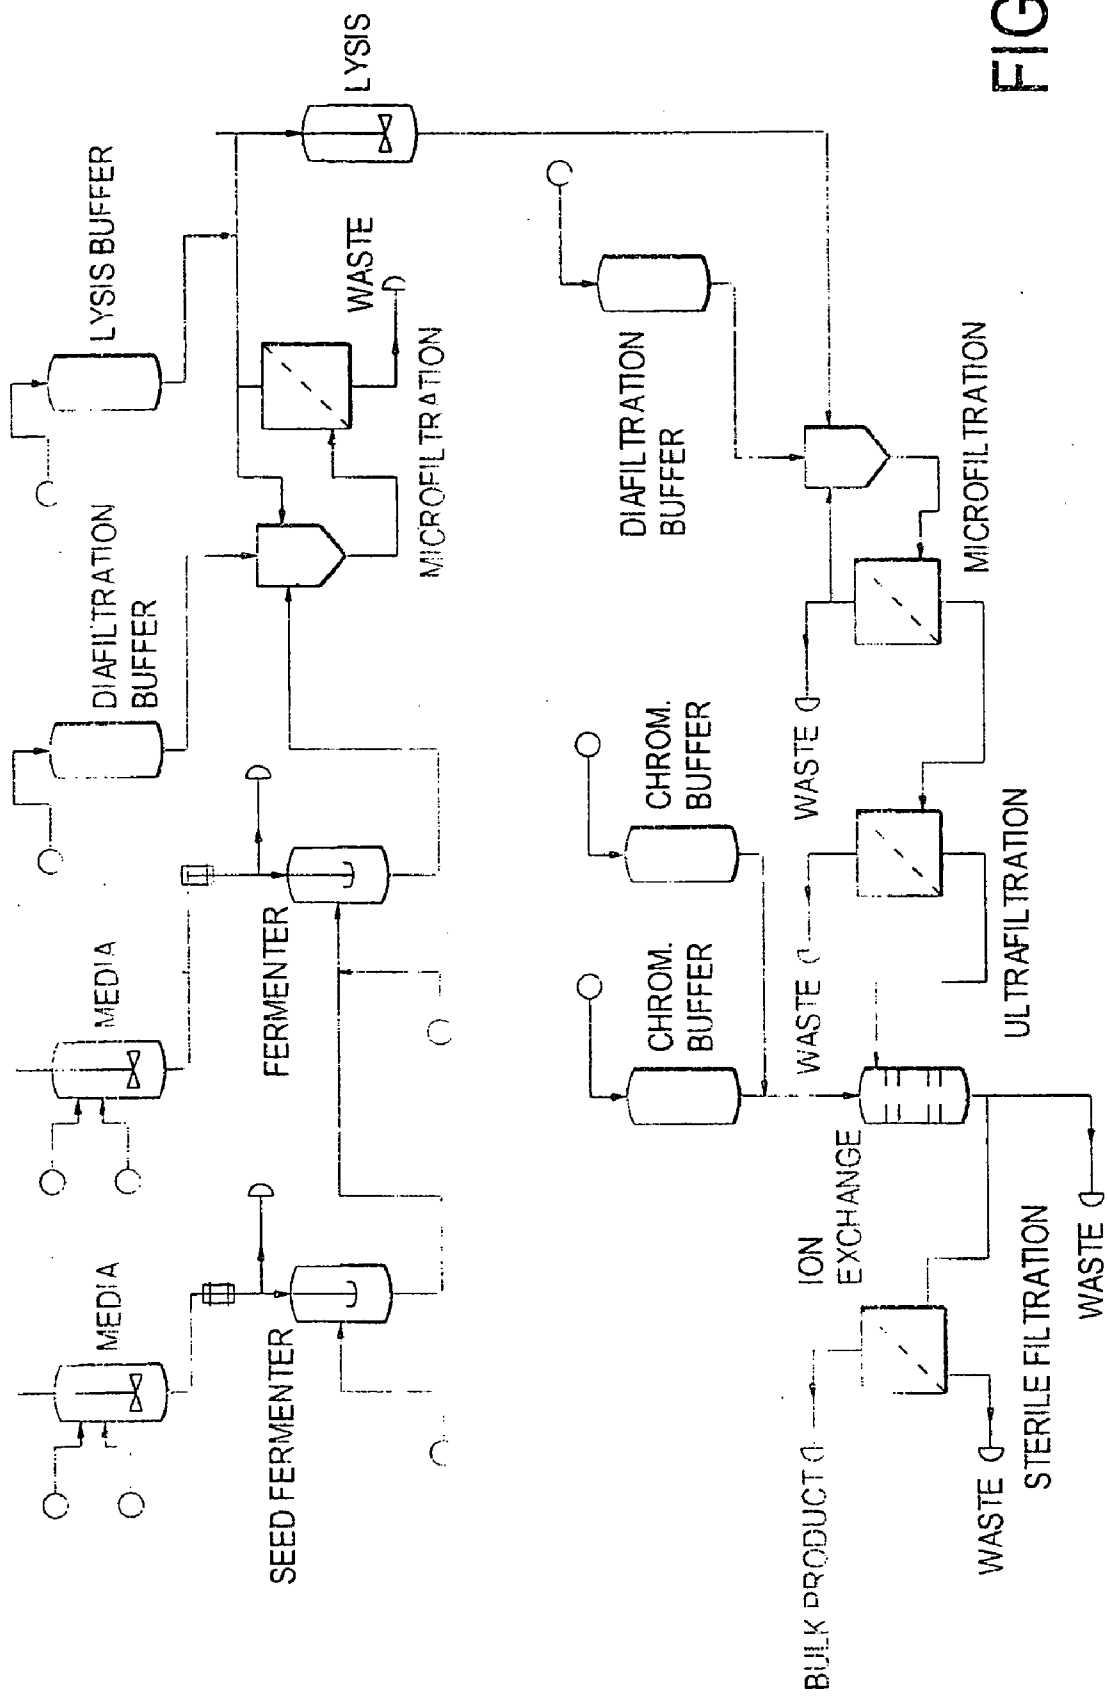 MEDIA
MEDIA
DIAFILTRATION
BUFFER
LYSIS BUFFER
SEED FERMENTER
FERMENTER
MICROFILTRATION
WASTE
LYSIS
CHROM.
BUFFER
CHROM.
BUFFER
DIAFILTRATION
BUFFER
BULK PRODUCT
ION
EXCHANGE
WASTE
WASTE
WASTE
STERILE FILTRATION
WASTE
ULTRAFILTRATION
MICROFILTRATION
FIG